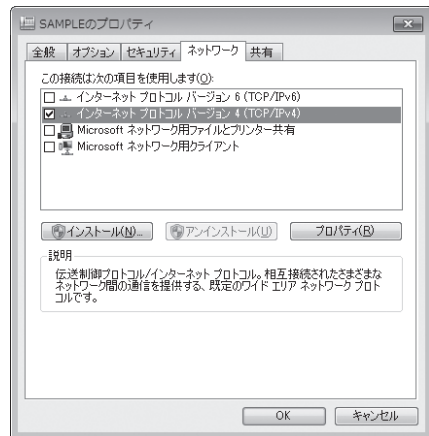 SAMPLEのプロパティ
全般 オプション セキュリティ ネットワーク 共有
この接続は次の項目を使用します(O):
インターネット プロトコル バージョン 6 (TCP/IPv6)
インターネット プロトコル バージョン 4 (TCP/IPv4)
Microsoft ネットワーク用ファイルとプリンター共有
Microsoft ネットワーク用クライアント
インストール(N)... アンインストール(U) プロパティ(R)
説明
伝送制御プロトコル/インターネット プロトコル。相互接続されたさまざまな
ネットワーク間の通信を提供する、既定のワイド エリア ネットワーク プロト
コルです。
OK キャンセル